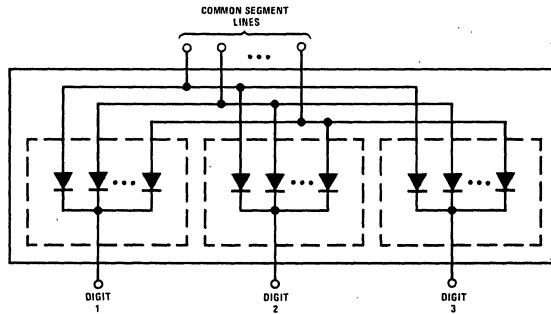 COMMON SEGMENT
LINES
DIGIT
1
DIGIT
2
DIGIT
3